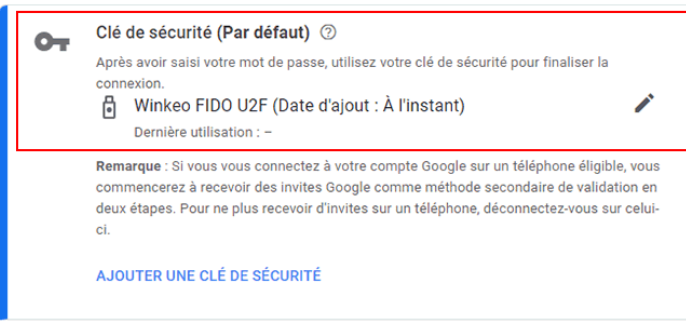 Clé de sécurité (Par défaut) ?
Après avoir saisi votre mot de passe, utilisez votre clé de sécurité pour finaliser la
connexion.
Winkeo FIDO U2F (Date d'ajout : À l'instant)
Dernière utilisation : –
Remarque : Si vous vous connectez à votre compte Google sur un téléphone éligible, vous
commencerez à recevoir des invites Google comme méthode secondaire de validation en
deux étapes. Pour ne plus recevoir d'invites sur un téléphone, déconnectez-vous sur celui-
ci.
AJOUTER UNE CLÉ DE SÉCURITÉ